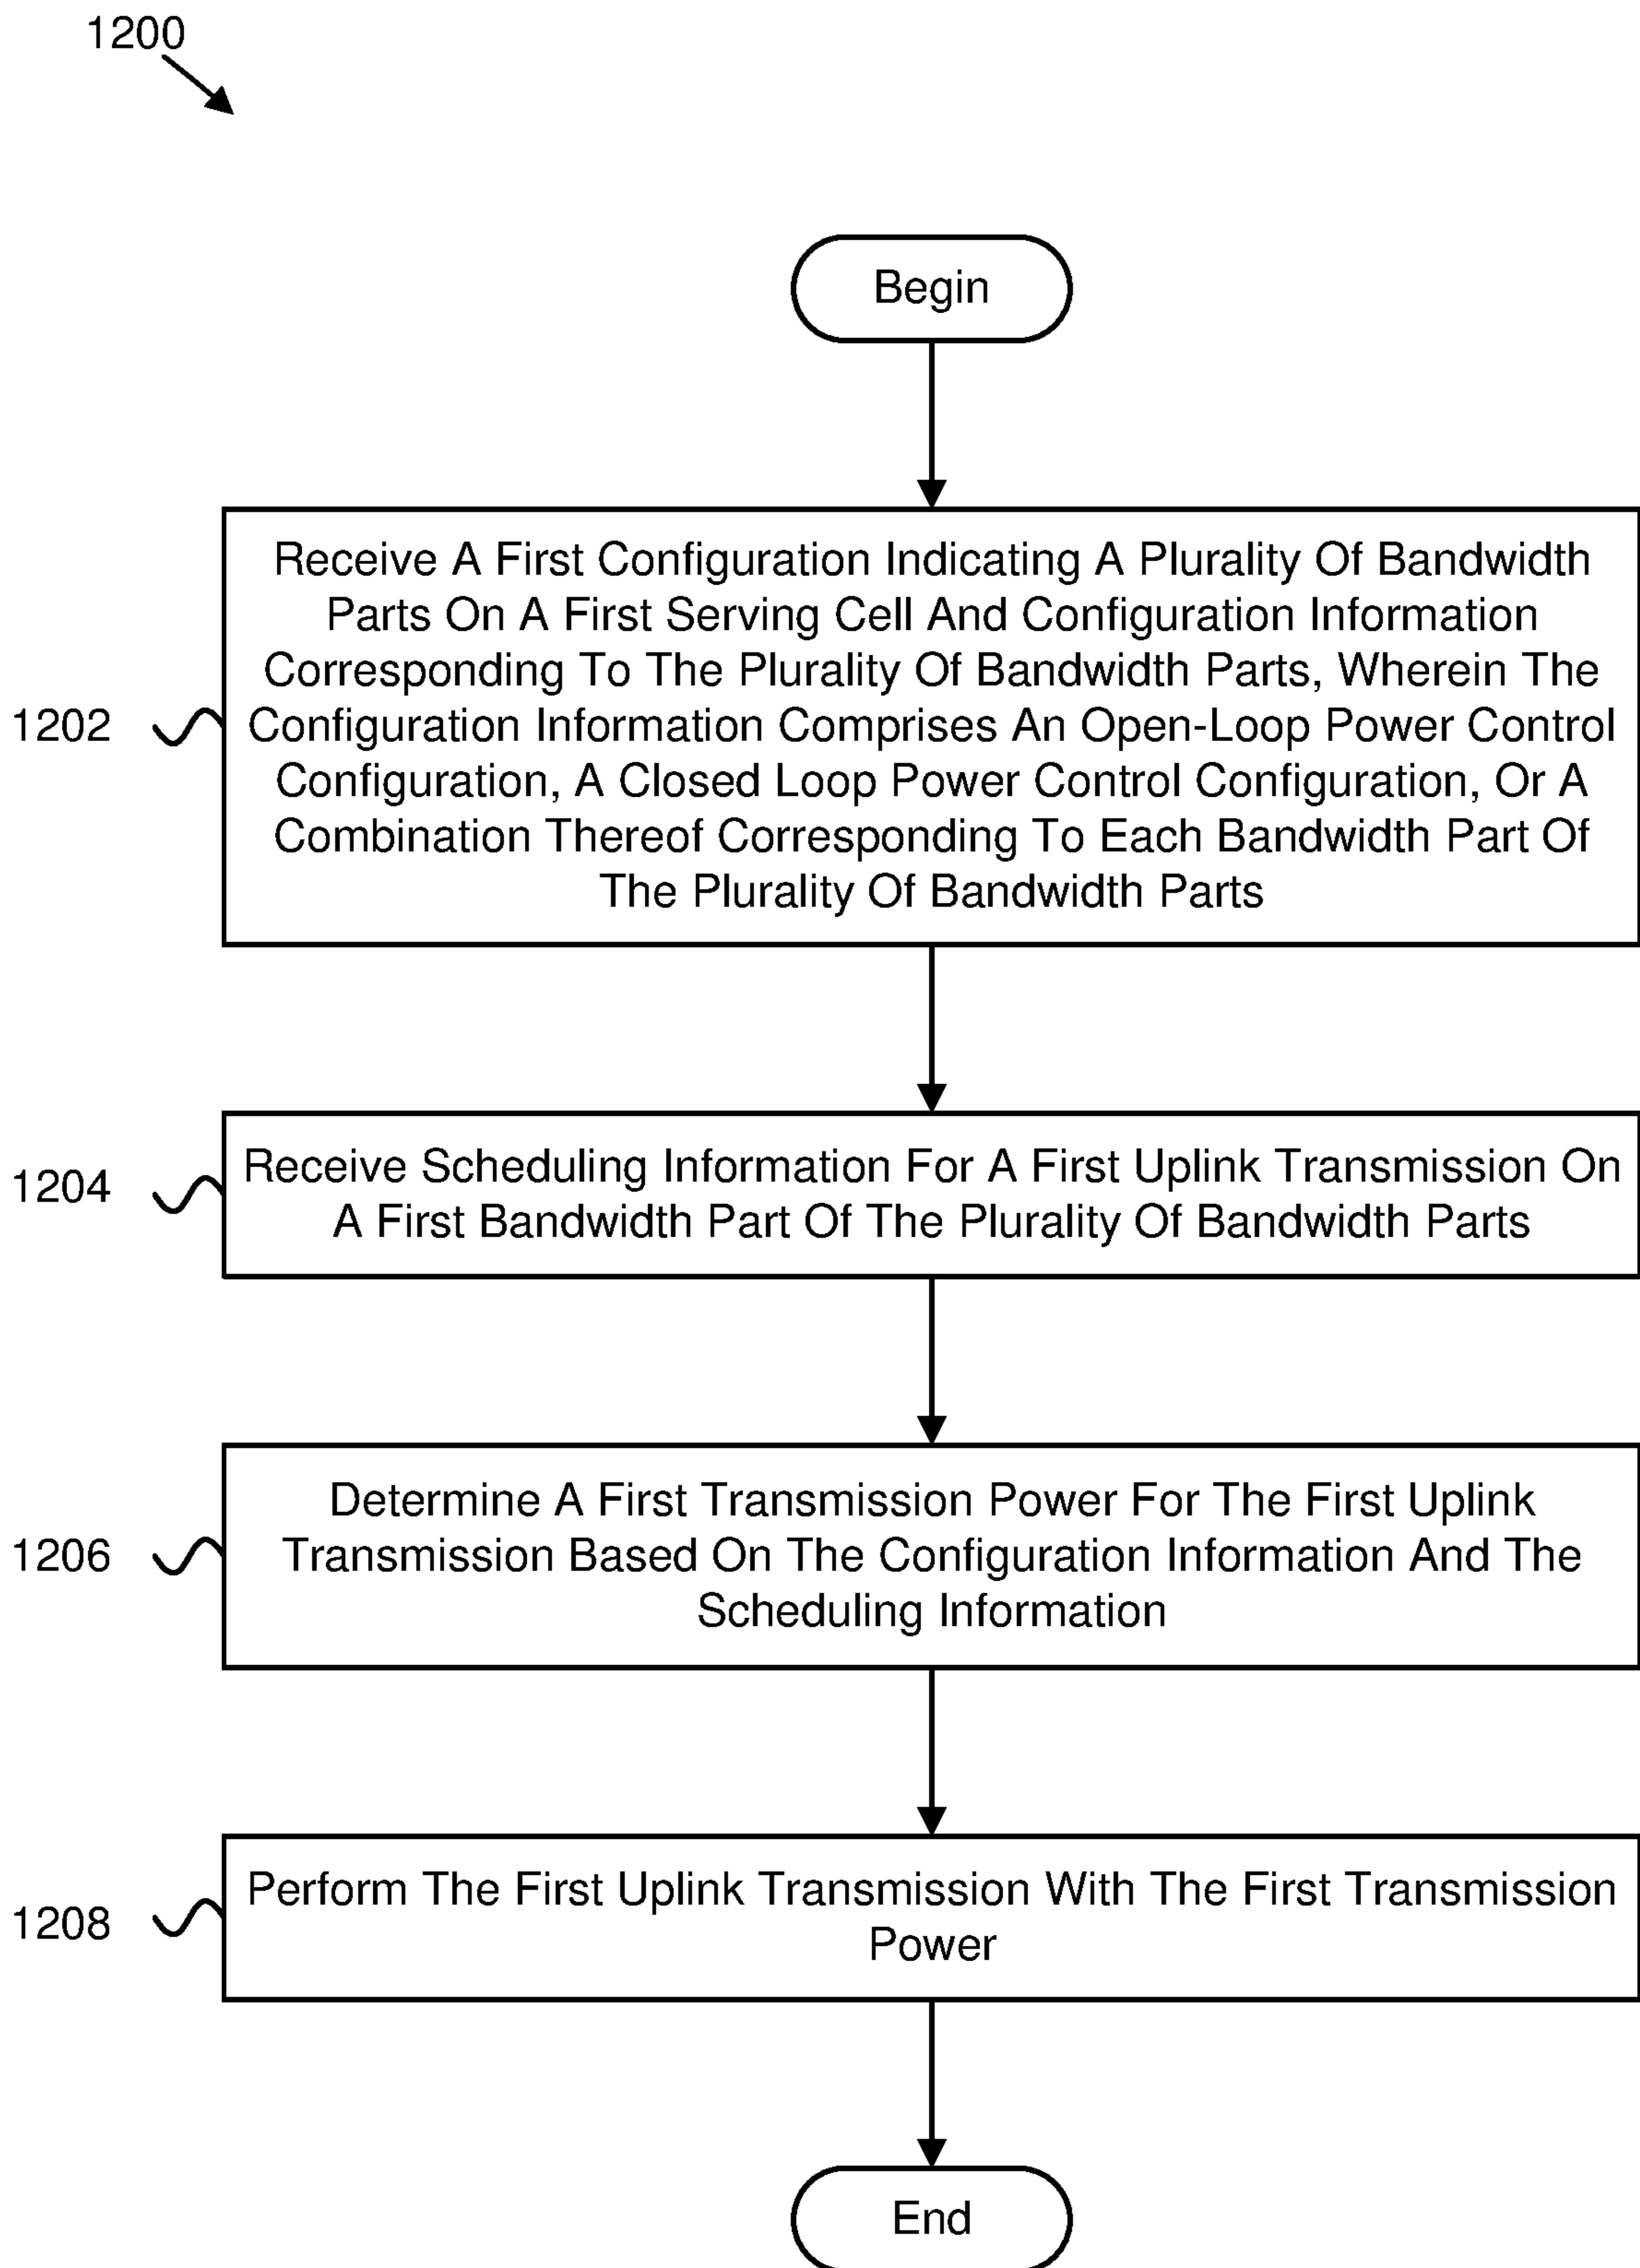 1200
Begin
1202
Receive A First Configuration Indicating A Plurality Of Bandwidth
Parts On A First Serving Cell And Configuration Information
Corresponding To The Plurality Of Bandwidth Parts, Wherein The
Configuration Information Comprises An Open-Loop Power Control
Configuration, A Closed Loop Power Control Configuration, Or A
Combination Thereof Corresponding To Each Bandwidth Part Of
The Plurality Of Bandwidth Parts
1204
Receive Scheduling Information For A First Uplink Transmission On
A First Bandwidth Part Of The Plurality Of Bandwidth Parts
1206
Determine A First Transmission Power For The First Uplink
Transmission Based On The Configuration Information And The
Scheduling Information
1208
Perform The First Uplink Transmission With The First Transmission
Power
End